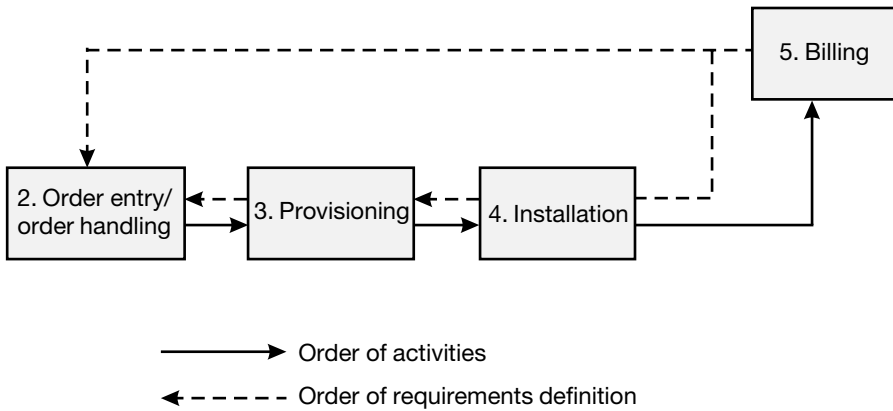 5. Billing
2. Order entry/
order handling
3. Provisioning
4. Installation
Order of activities
Order of requirements definition